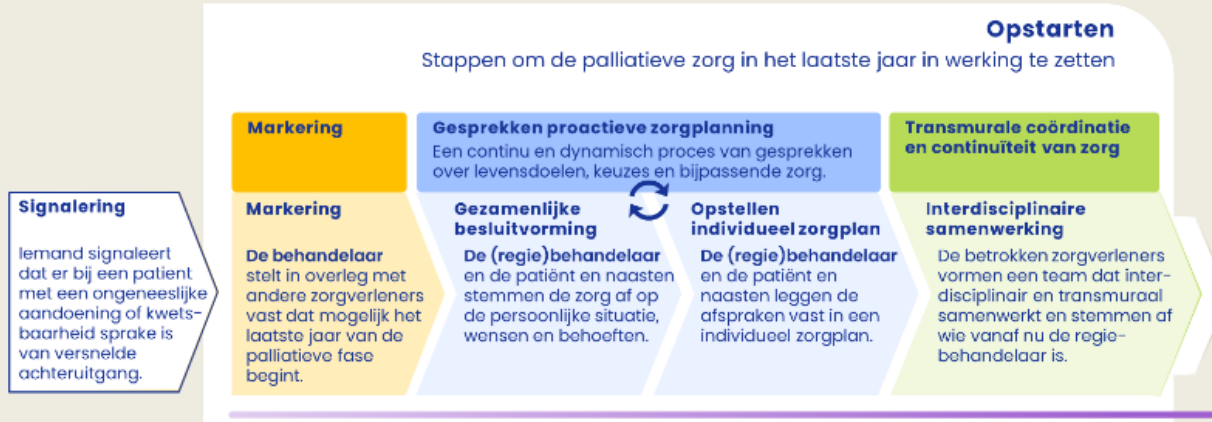 Opstarten
Stappen om de palliatieve zorg in het laatste jaar in werking te zetten
Markering
Gesprekken proactieve zorgplanning
Een continu en dynamisch proces van gesprekken
over levensdoelen, keuzes en bijpassende zorg.
Transmurale coördinatie
en continuïteit van zorg
Signalering
Iemand signaleert
dat er bij een patient
met een ongeneeslijke
aandoening of kwets-
baarheid sprake is
van versnelde
achteruitgang.
Markering
De behandelaar
stelt in overleg met
andere zorgverleners
vast dat mogelijk het
laatste jaar van de
palliatieve fase
begint.
Gezamenlijke
besluitvorming
De (regie)behandelaar
en de patiënt en naasten
stemmen de zorg af op
de persoonlijke situatie,
wensen en behoeften.
Opstellen
individueel zorgplan
De (regie)behandelaar
en de patiënt en
naasten leggen de
afspraken vast in een
individueel zorgplan.
Interdisciplinaire
samenwerking
De betrokken zorgverleners
vormen een team dat inter-
disciplinair en transmuraal
samenwerkt en stemmen af
wie vanaf nu de regie-
behandelaar is.